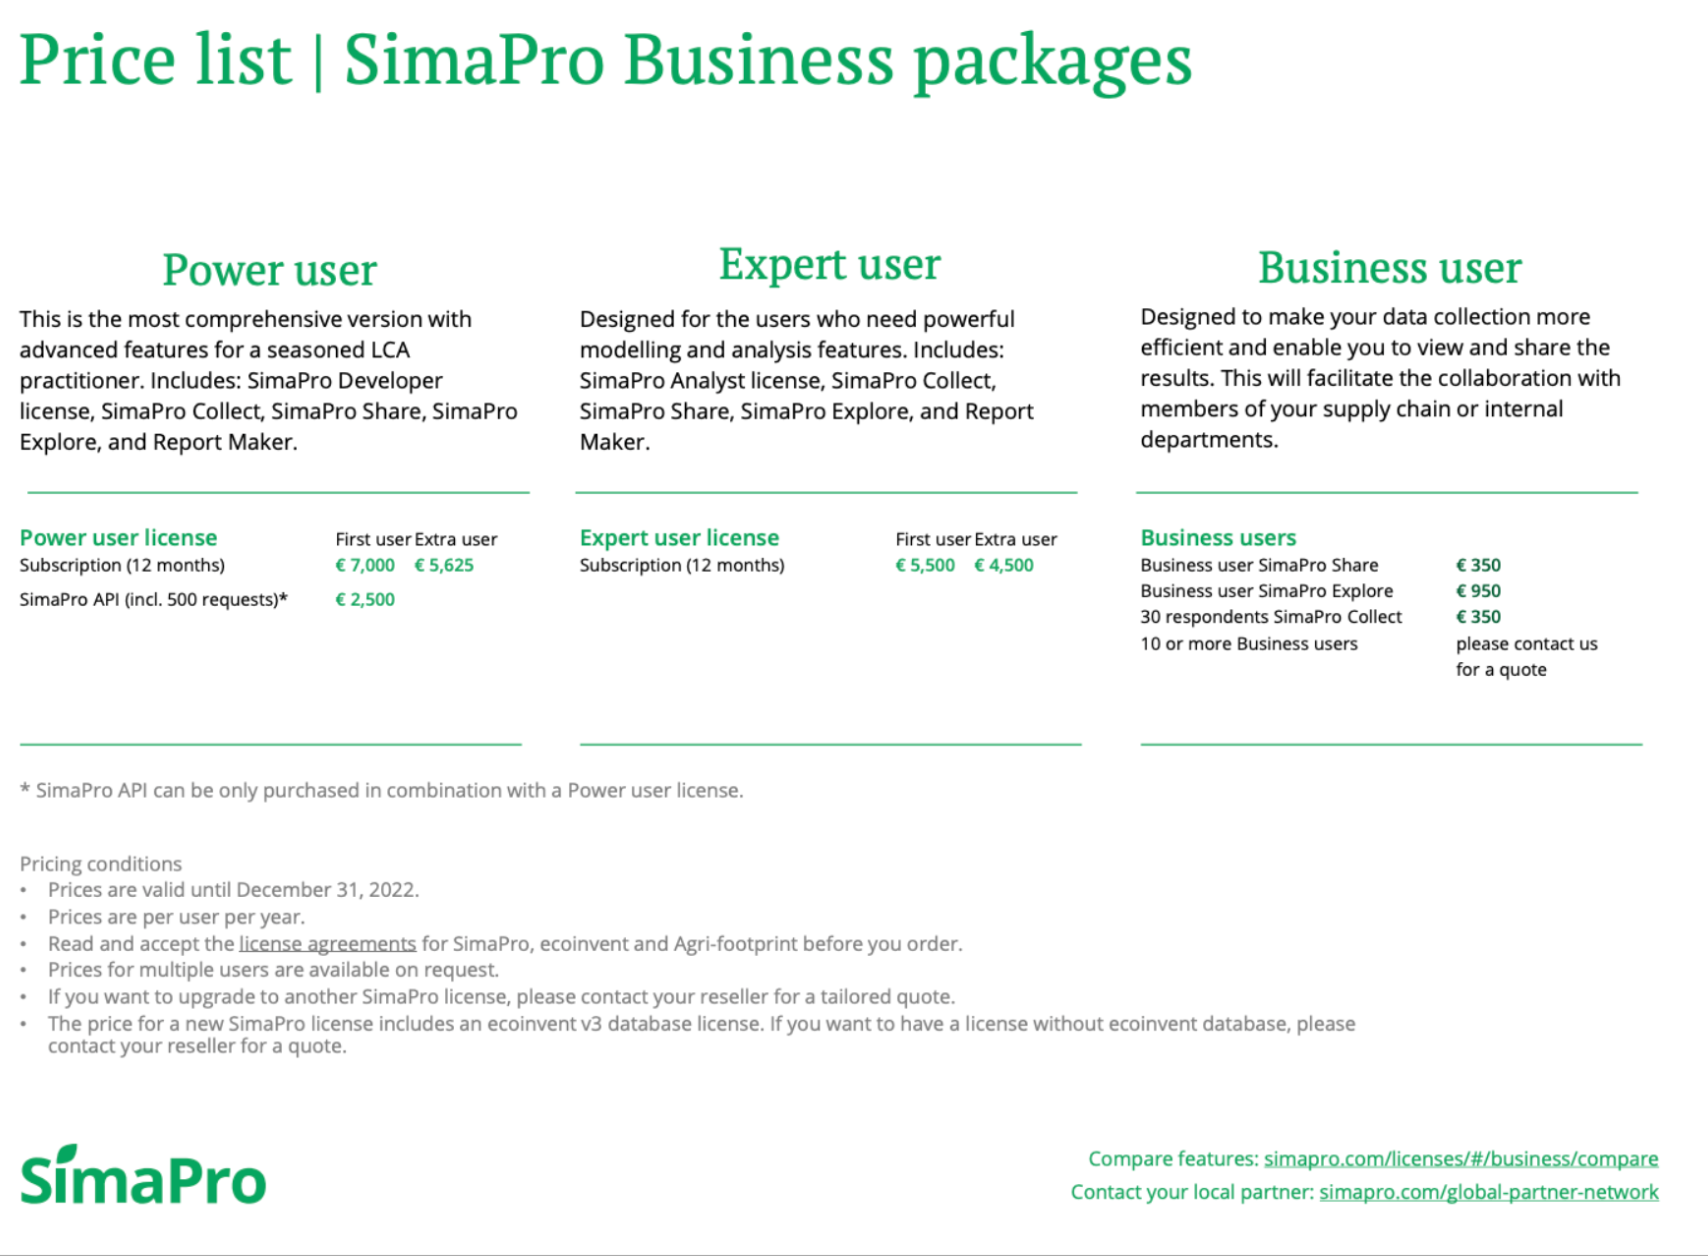 Price list | SimaPro Business packages
Power user
This is the most comprehensive version with
advanced features for a seasoned LCA
practitioner. Includes: SimaPro Developer
license, SimaPro Collect, SimaPro Share, SimaPro
Explore, and Report Maker.
Power user license First user Extra user
Subscription (12 months) € 7,000 € 5,625
SimaPro API (incl. 500 requests)* € 2,500
Expert user
Designed for the users who need powerful
modelling and analysis features. Includes:
SimaPro Analyst license, SimaPro Collect,
SimaPro Share, SimaPro Explore, and Report
Maker.
Expert user license First user Extra user
Subscription (12 months) € 5,500 € 4,500
Business user
Designed to make your data collection more
efficient and enable you to view and share the
results. This will facilitate the collaboration with
members of your supply chain or internal
departments.
Business users
Business user SimaPro Share € 350
Business user SimaPro Explore € 950
30 respondents SimaPro Collect € 350
10 or more Business users please contact us
for a quote
* SimaPro API can be only purchased in combination with a Power user license.
Pricing conditions
• Prices are valid until December 31, 2022.
• Prices are per user per year.
• Read and accept the license agreements for SimaPro, ecoinvent and Agri-footprint before you order.
• Prices for multiple users are available on request.
• If you want to upgrade to another SimaPro license, please contact your reseller for a tailored quote.
• The price for a new SimaPro license includes an ecoinvent v3 database license. If you want to have a license without ecoinvent database, please
contact your reseller for a quote.
SimaPro
Compare features: simapro.com/licenses/#/business/compare
Contact your local partner: simapro.com/global-partner-network